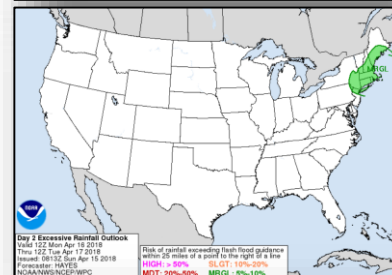 MRGL
NOAA
Day 2 Excessive Rainfall Outlook
Valid 12Z Mon Apr 16 2018
Thru 12Z Tue Apr 17 2018
Issued: 0813Z Sun Apr 15 2018
Forecaster: HAYES
NOAA/NWS/NCEP/WPC
Risk of rainfall exceeding flash flood guidance
within 25 miles of a point to the right of a line
HIGH: > 50% SLGT: 10%-20%
MDT: 20%-50% MRGL: 5%-10%